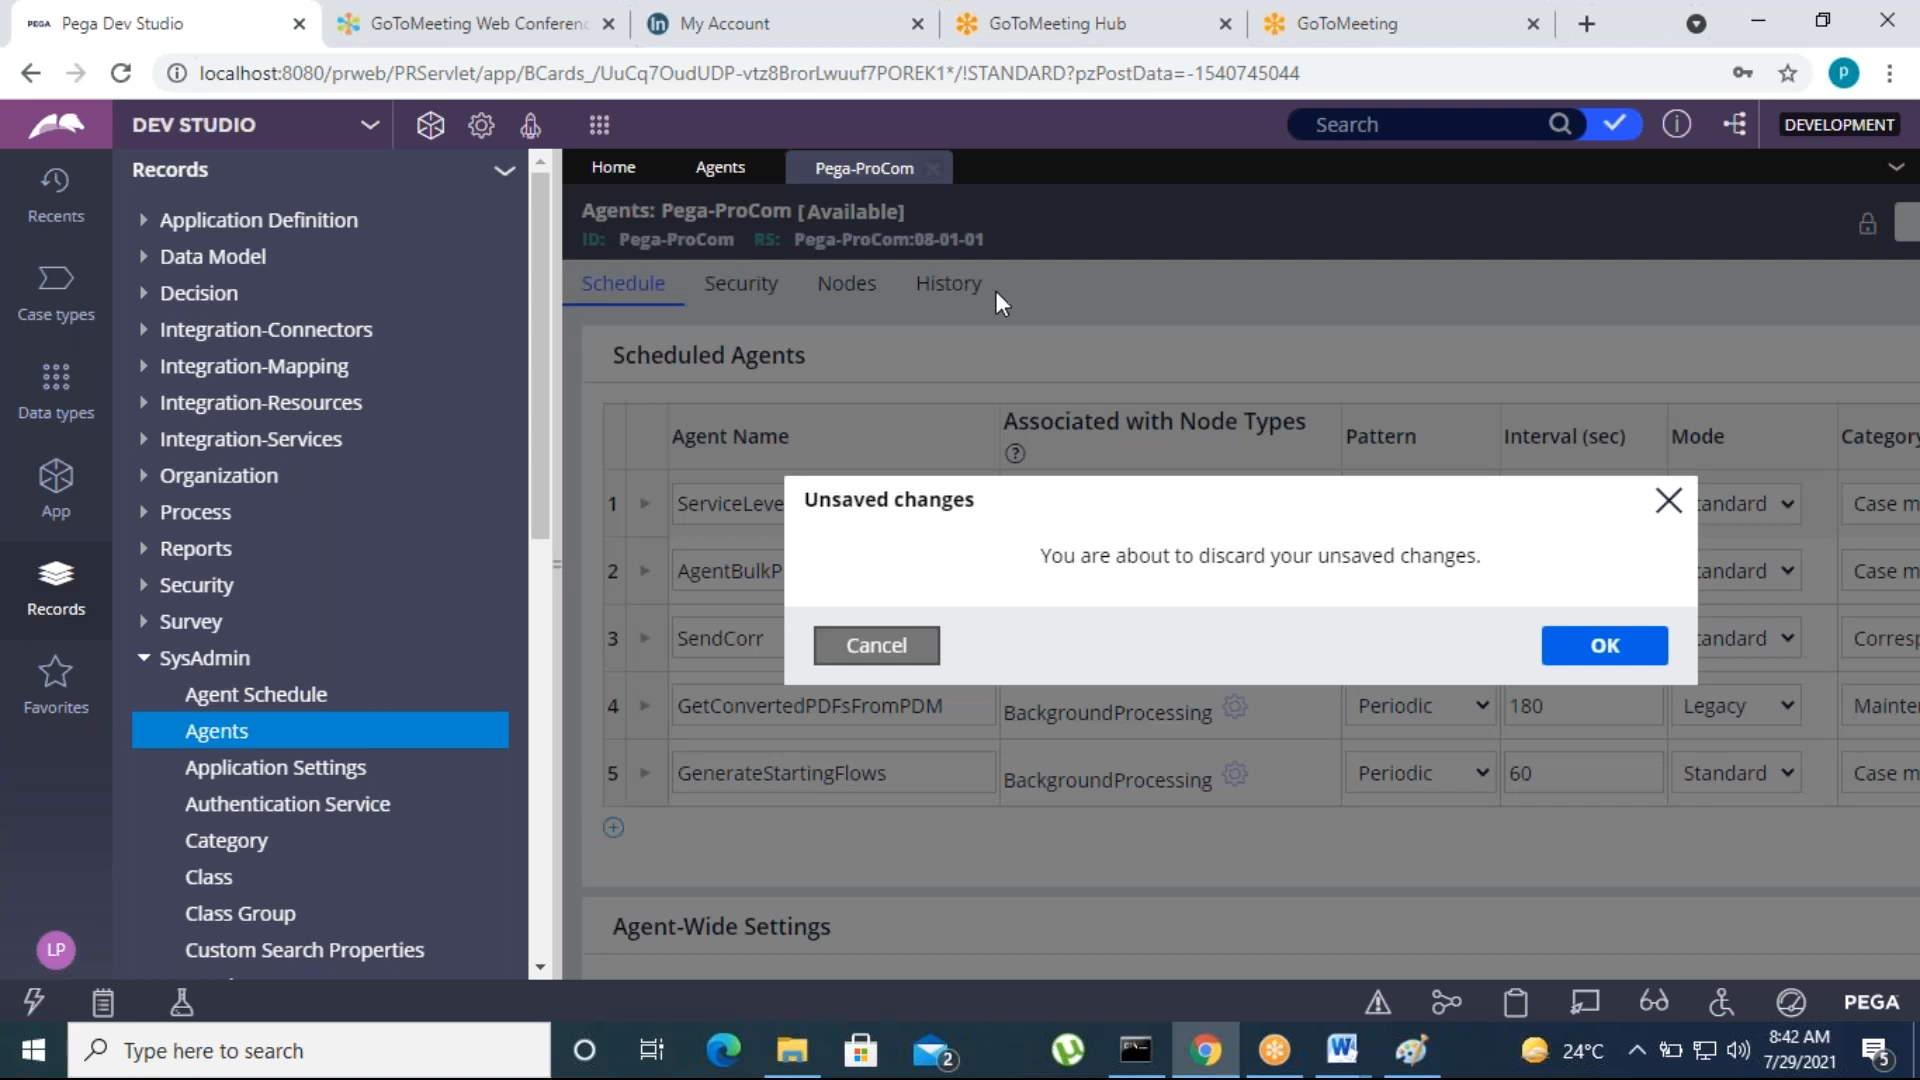 PEGA Pega Dev Studio
GoToMeeting Web Conferenc
in My Account
GoToMeeting Hub
GoToMeeting
localhost:8080/prweb/PRServlet/app/BCards_/UuCq7OudUDP-vtz8BrorLwuuf7POREK1*/!STANDARD?pzPostData=-1540745044
P
DEV STUDIO
Search
DEVELOPMENT
Recents
Case types
Data types
App
Records
Favorites
LP
Records
Application Definition
Data Model
Decision
Integration-Connectors
Integration-Mapping
Integration-Resources
Integration-Services
Organization
Process
Reports
Security
Survey
SysAdmin
Agent Schedule
Agents
Application Settings
Authentication Service
Category
Class
Class Group
Custom Search Properties
Home Agents Pega-ProCom
Agents: Pega-ProCom [Available]
ID: Pega-ProCom RS: Pega-ProCom:08-01-01
Schedule Security Nodes History
Scheduled Agents
Agent Name Associated with Node Types ? Pattern Interval (sec) Mode Category
1 ServiceLeve andard Case m
2 AgentBulkP andard Case m
3 SendCorr andard Corresp
4 GetConvertedPDFsFromPDM BackgroundProcessing Periodic 180 Legacy Mainte
5 GenerateStartingFlows BackgroundProcessing Periodic 60 Standard Case m
Unsaved changes
You are about to discard your unsaved changes.
Cancel OK
Agent-Wide Settings
PEGA
Type here to search
2
W
24°C
8:42 AM
7/29/2021
5